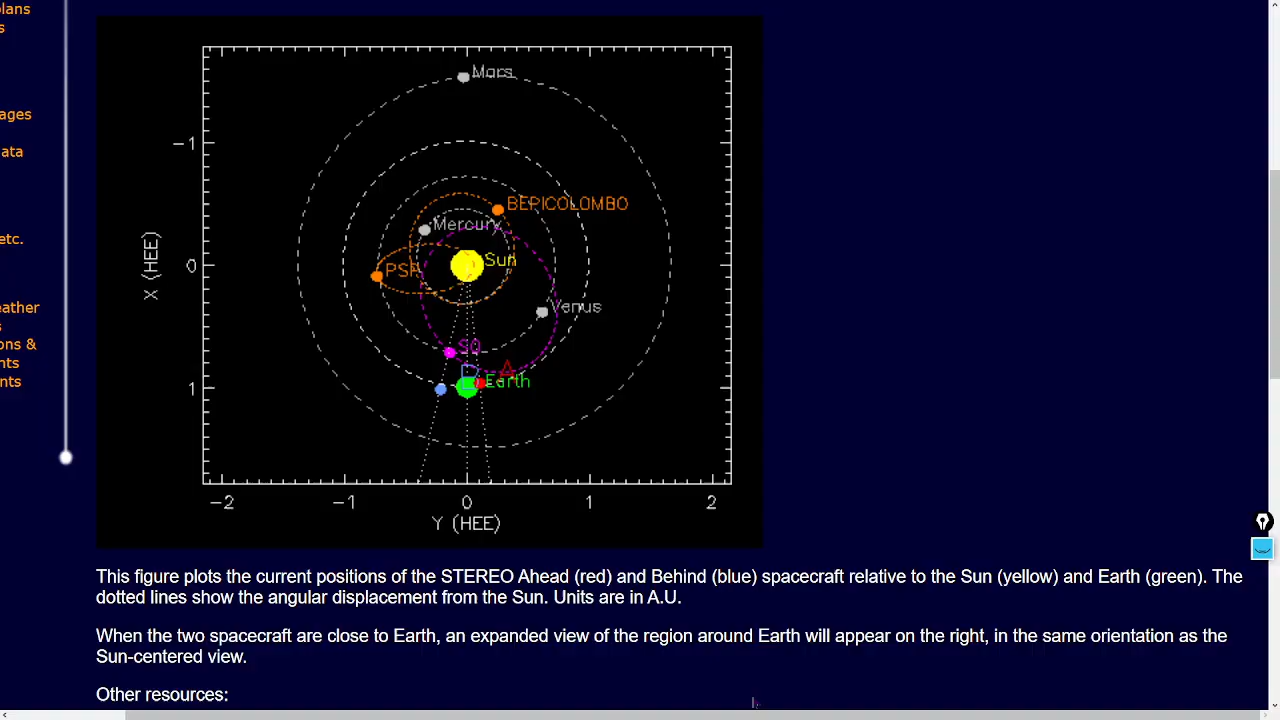 plans
s
ages
ata
etc.
eather
s
ons &
nts
ents
Mars
−1
BEPICOLOMBO
Mercury
Sun
PSP
X (HEE)
0
Venus
SO
A
B
Earth
1
−2
−1
0
1
2
Y (HEE)
This figure plots the current positions of the STEREO Ahead (red) and Behind (blue) spacecraft relative to the Sun (yellow) and Earth (green). The
dotted lines show the angular displacement from the Sun. Units are in A.U.
When the two spacecraft are close to Earth, an expanded view of the region around Earth will appear on the right, in the same orientation as the
Sun-centered view.
Other resources: